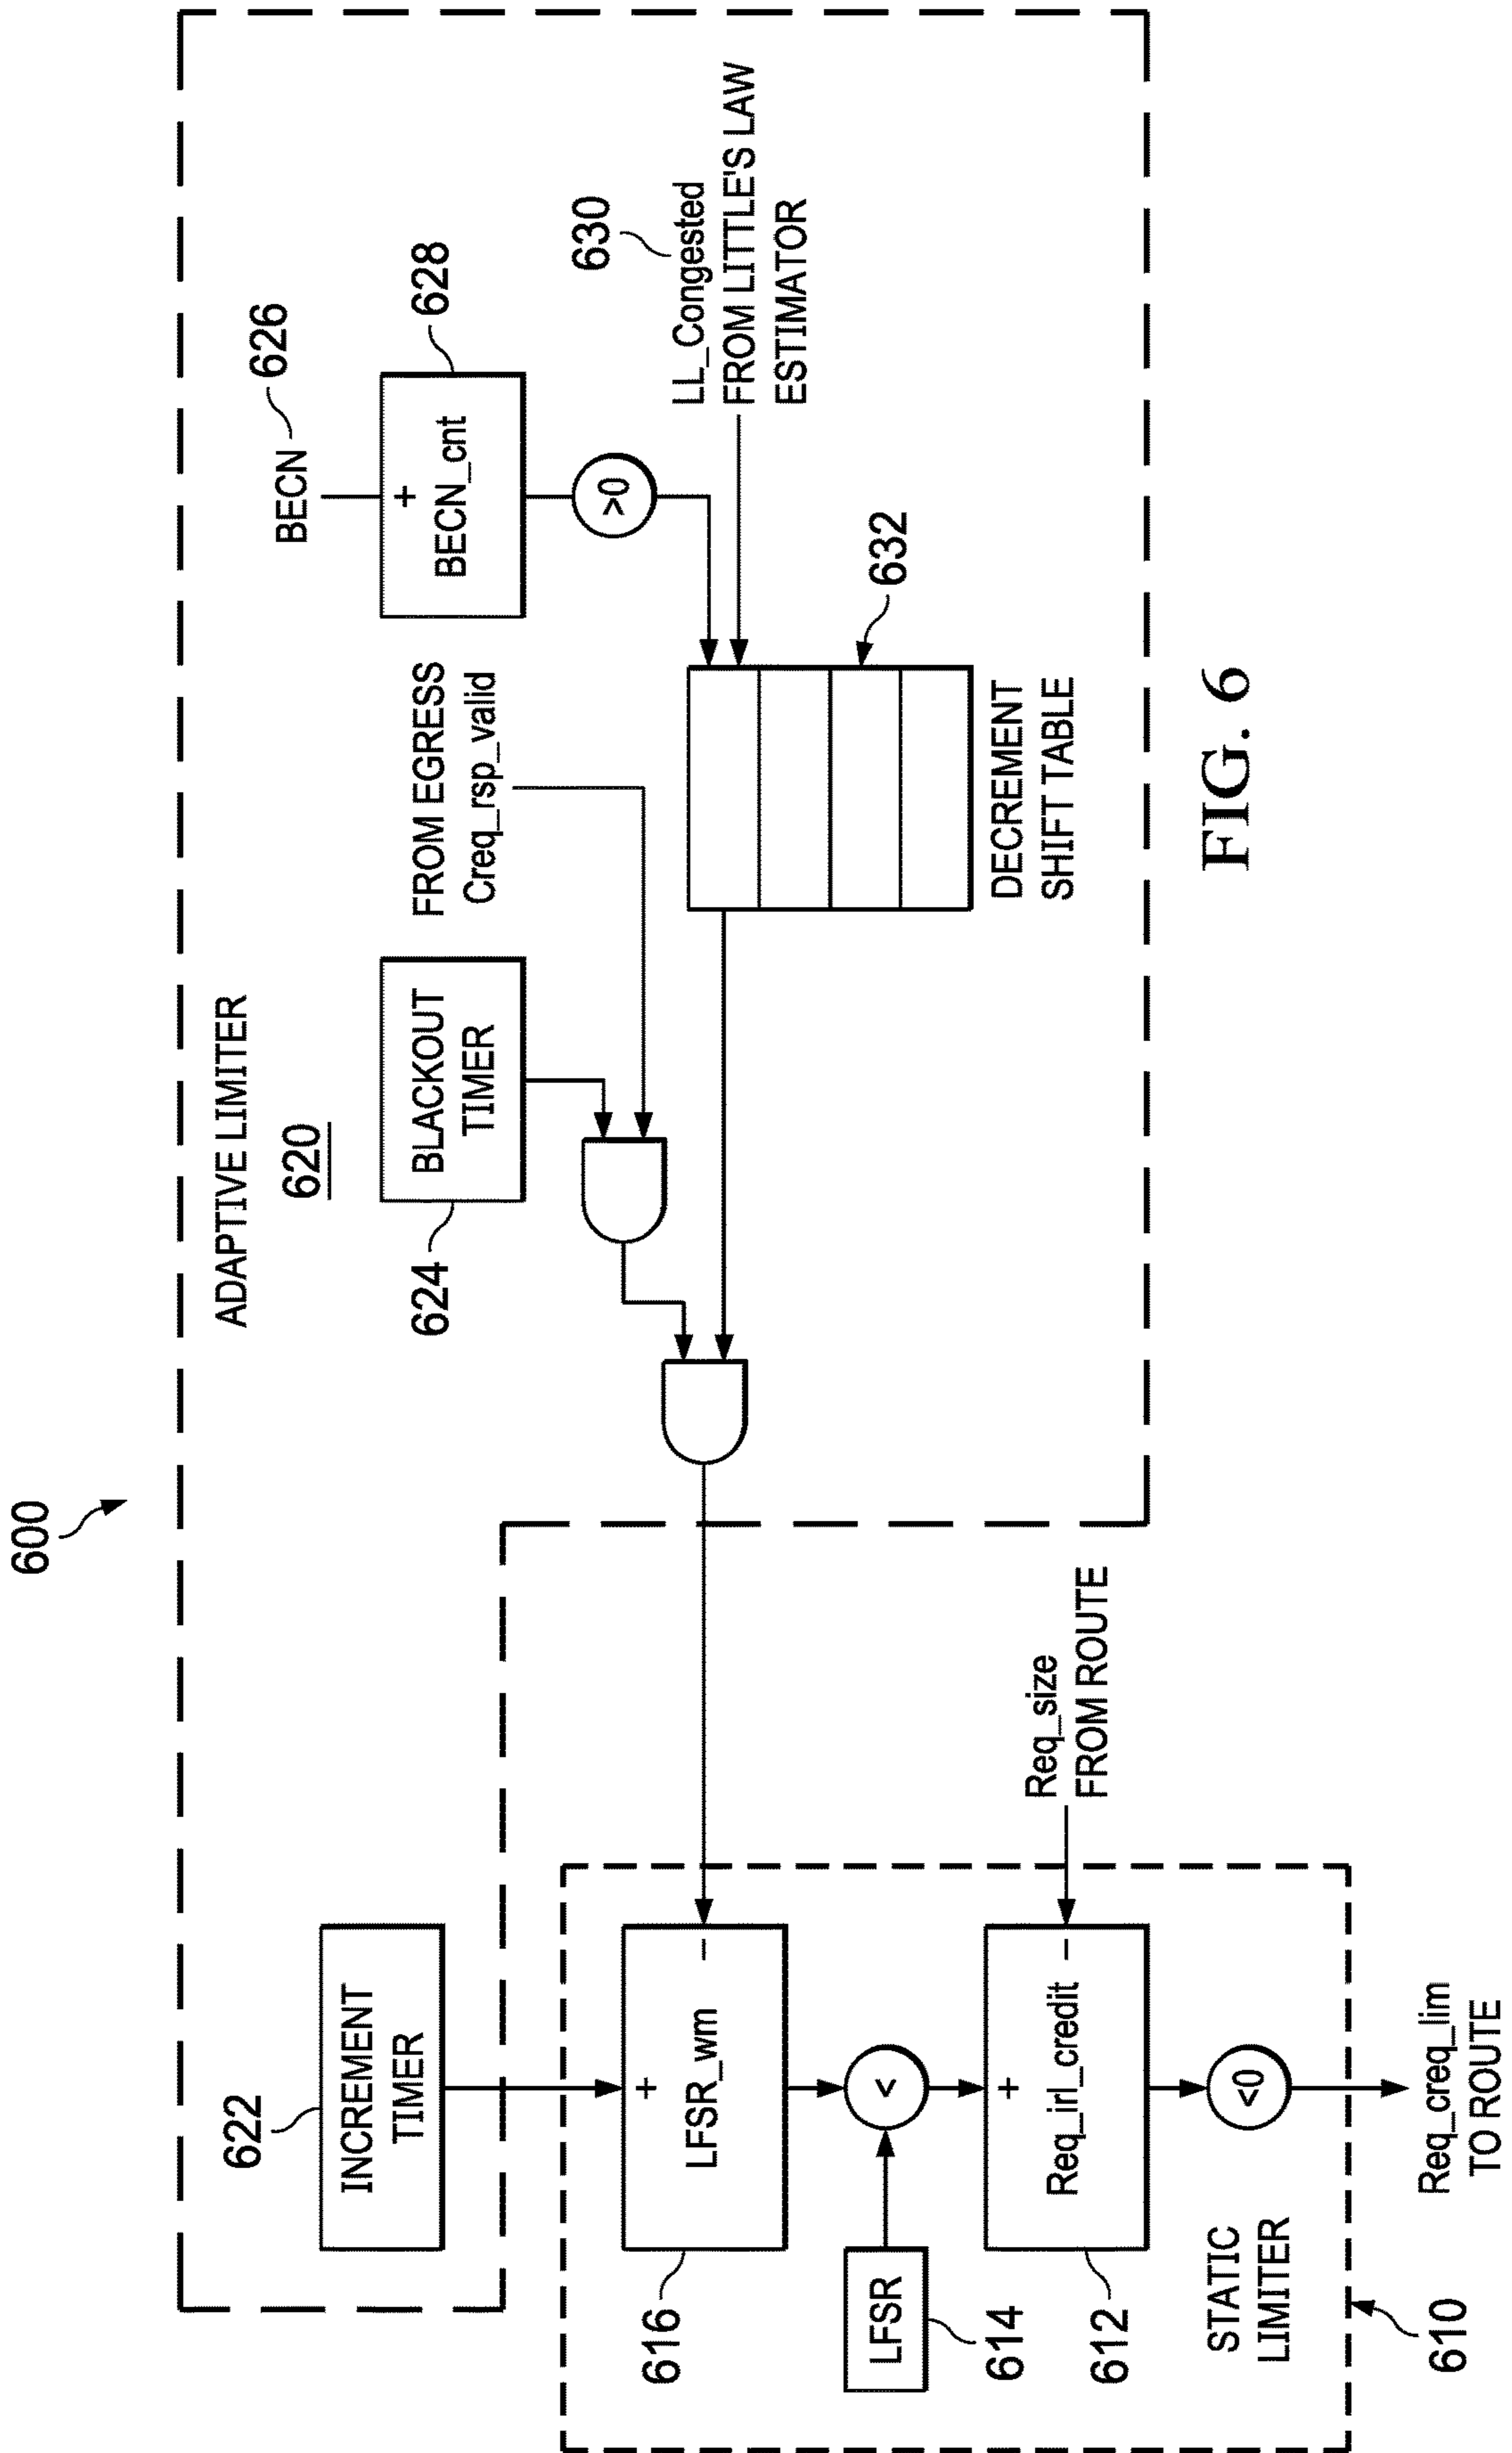 600
ADAPTIVE LIMITER
620
622
INCREMENT
TIMER
624
BLACKOUT
TIMER
FROM EGRESS
Creq_rsp_valid
BECN
626
+
BECN_cnt
628
>0
630
LL_Congested
FROM LITTLE'S LAW
ESTIMATOR
632
DECREMENT
SHIFT TABLE
616
+
-
LFSR_wm
LFSR
614
<
Req_size
FROM ROUTE
612
+
-
Req_irl_credit
<0
STATIC
LIMITER
610
Req_creq_lim
TO ROUTE
FIG. 6